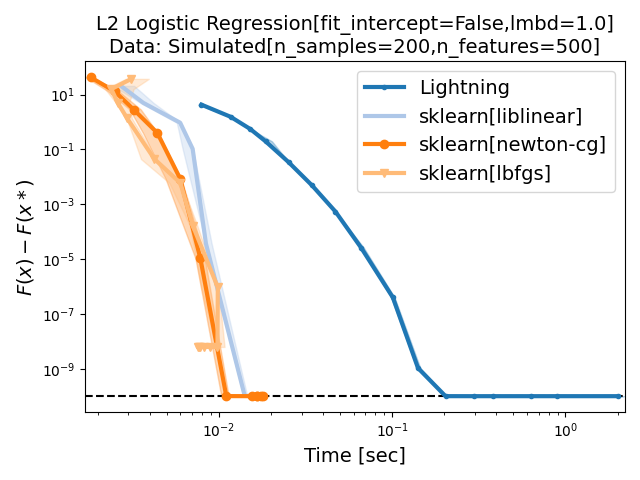 L2 Logistic Regression[fit_intercept=False,lmbd=1.0]
Data: Simulated[n_samples=200,n_features=500]
Lightning
sklearn[liblinear]
sklearn[newton-cg]
sklearn[lbfgs]
F(x) − F(x*)
10¹
10⁻¹
10⁻³
10⁻⁵
10⁻⁷
10⁻⁹
10⁻²
10⁻¹
10⁰
Time [sec]